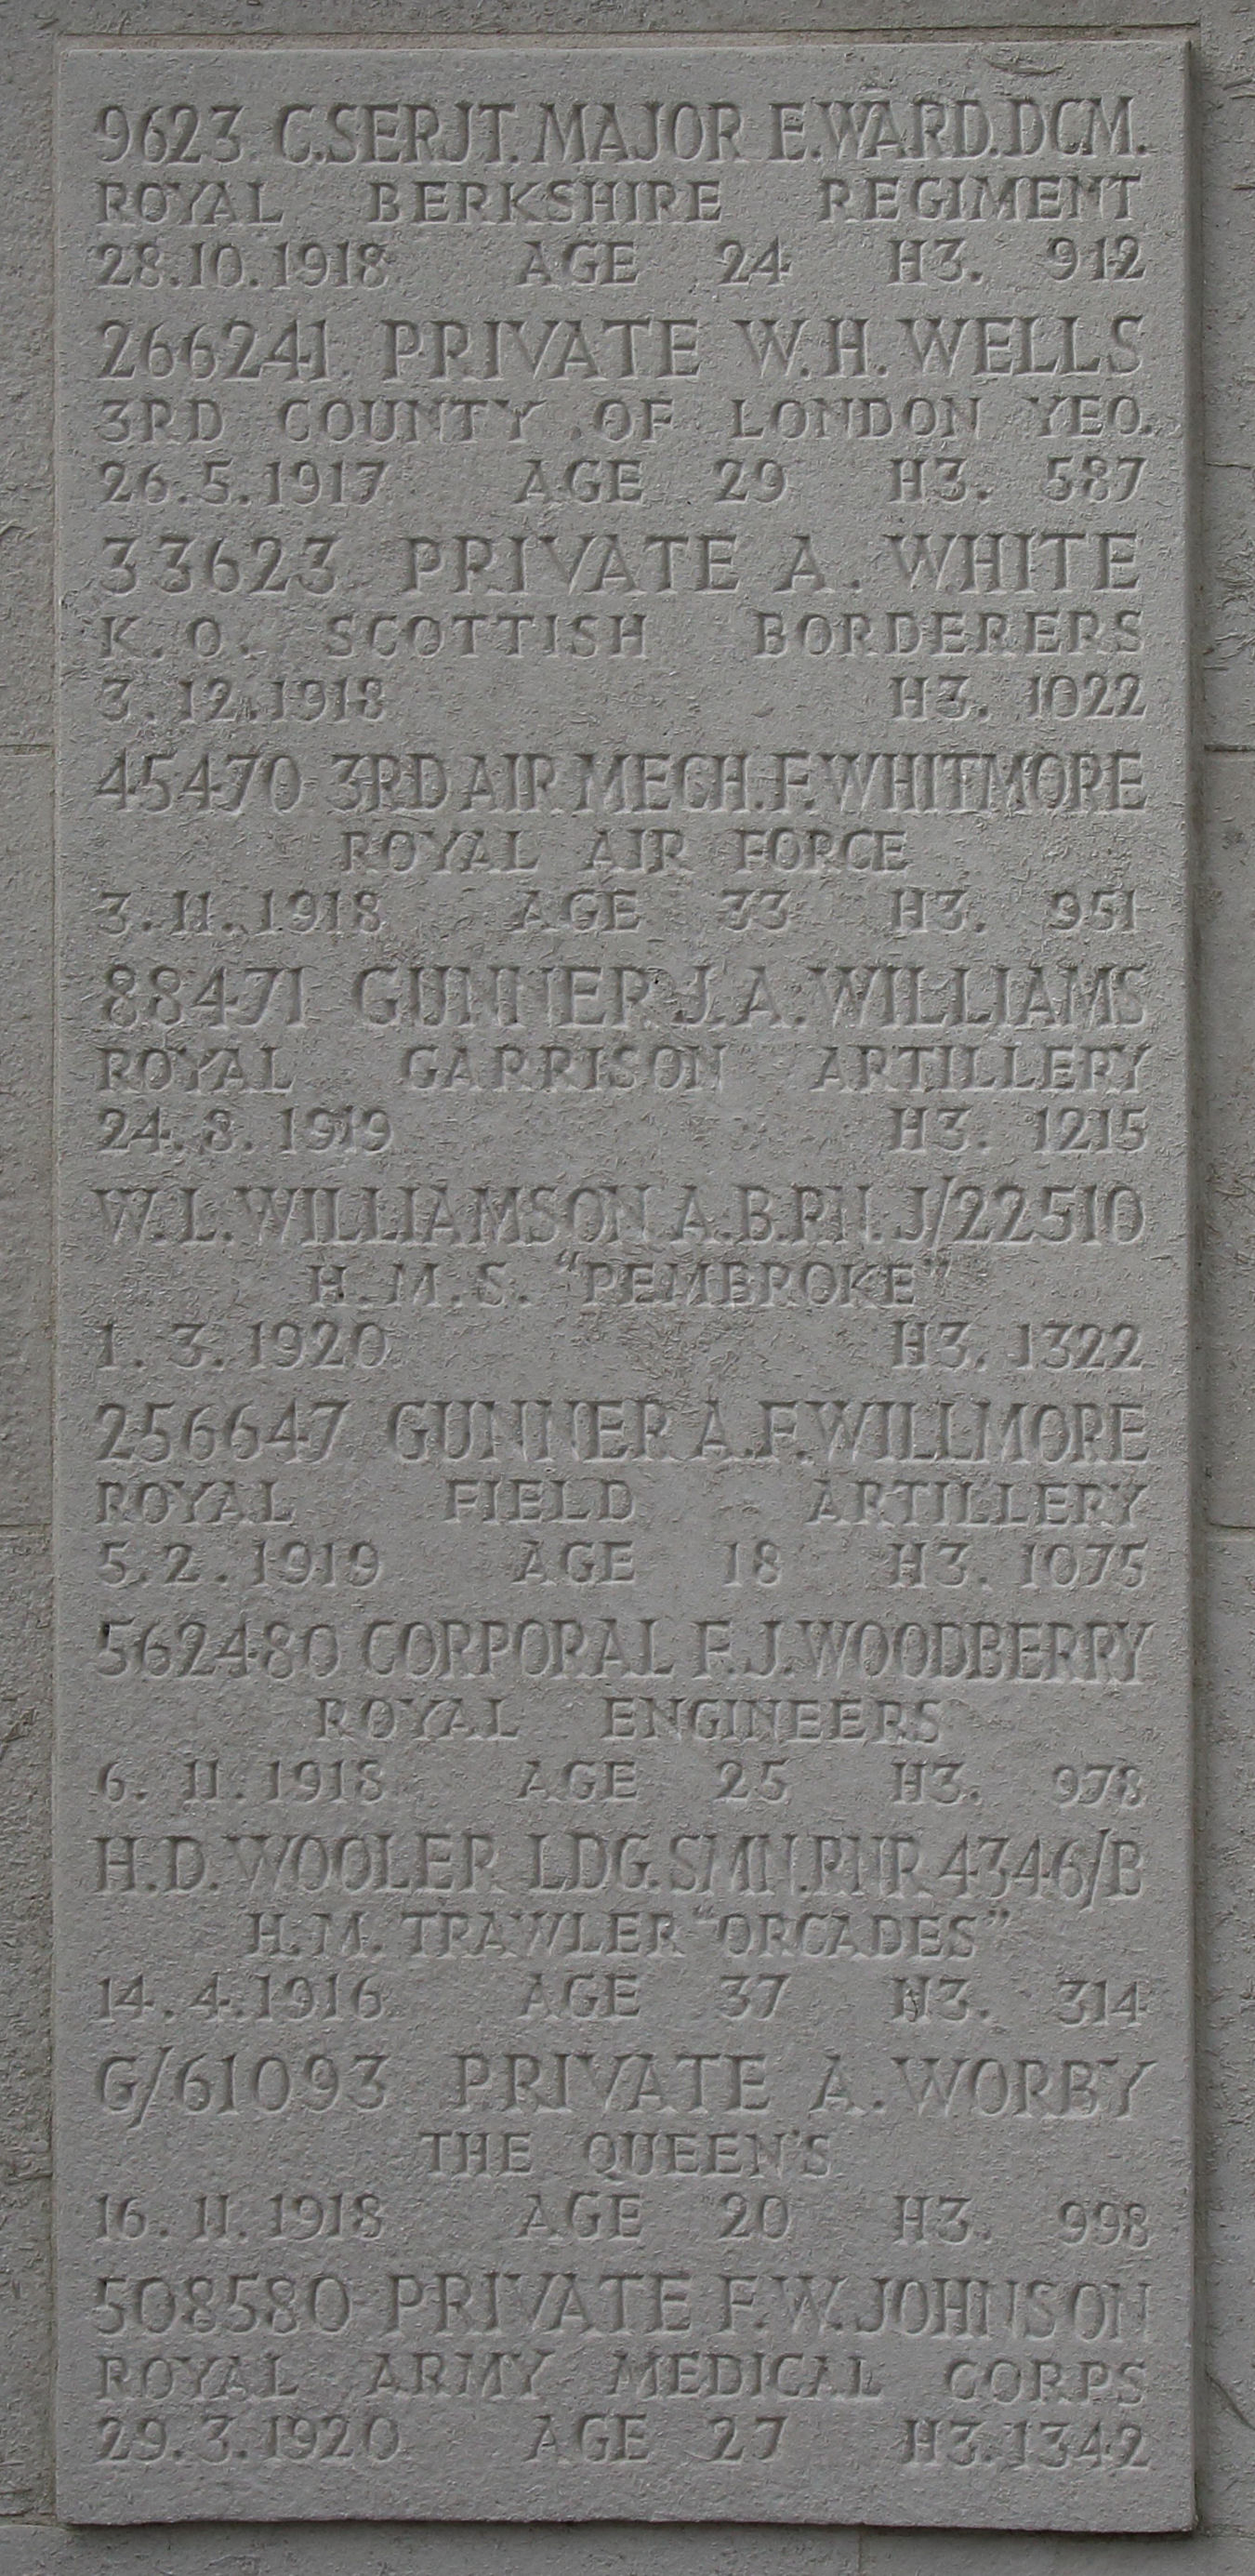 9623. C.SERJT. MAJOR E.WARD.DCM.
ROYAL BERKSHIRE REGIMENT
28.10.1918 AGE 24 H3. 912
266241. PRIVATE W.H. WELLS
3RD COUNTY OF LONDON YEO.
26.5.1917 AGE 29 H3. 587
33623. PRIVATE A. WHITE
K.O. SCOTTISH BORDERERS
3.12.1918 H3. 1022
45470 3RD AIR MECH. F. WHITMORE
ROYAL AIR FORCE
3.11.1918 AGE 33 H3. 951
88471 GUNNER J.A. WILLIAMS
ROYAL GARRISON ARTILLERY
24.8.1919 H3. 1215
W.L. WILLIAMSON A.B. P.N. J/22510
H.M.S. "PEMBROKE"
1.3.1920 H3. 1322
256647 GUNNER A.F. WILLMORE
ROYAL FIELD ARTILLERY
5.2.1919 AGE 18 H3. 1075
562480 CORPORAL F.J. WOODBERRY
ROYAL ENGINEERS
6.11.1918 AGE 25 H3. 978
H.D. WOOLER LDG. SMN. RNR 4346/B
H.M. TRAWLER "ORCADES"
14.4.1916 AGE 37 H3. 314
G/61093 PRIVATE A. WORBY
THE QUEEN'S
16.11.1918 AGE 20 H3. 998
508580 PRIVATE F.W. JOHNSON
ROYAL ARMY MEDICAL CORPS
29.3.1920 AGE 27 H3. 1342